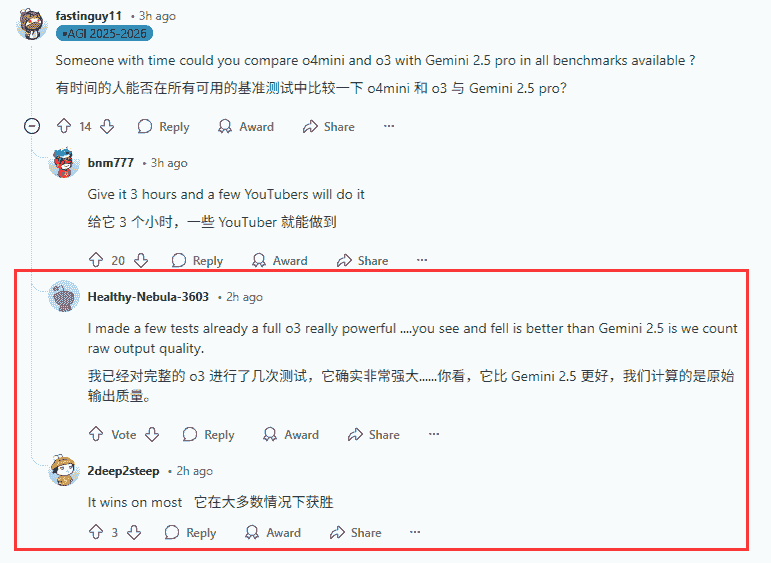 fastinguy11 • 3h ago
•AGI 2025-2026
Someone with time could you compare o4mini and o3 with Gemini 2.5 pro in all benchmarks available ?
有时间的人能否在所有可用的基准测试中比较一下 o4mini 和 o3 与 Gemini 2.5 pro?
14 Reply Award Share ...
bnm777 • 3h ago
Give it 3 hours and a few YouTubers will do it
给它 3 个小时，一些 YouTuber 就能做到
20 Reply Award Share ...
Healthy-Nebula-3603 • 2h ago
I made a few tests already a full o3 really powerful ....you see and fell is better than Gemini 2.5 is we count
raw output quality.
我已经对完整的 o3 进行了几次测试，它确实非常强大......你看，它比 Gemini 2.5 更好，我们计算的是原始
输出质量。
Vote Reply Award Share ...
2deep2steep • 2h ago
It wins on most 它在大多数情况下获胜
3 Reply Award Share ...